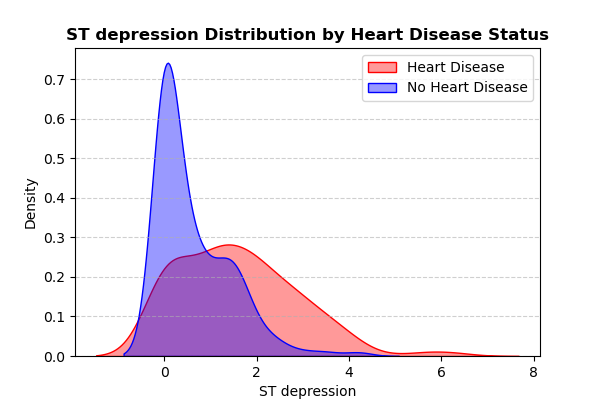 ST depression Distribution by Heart Disease Status
Heart Disease
No Heart Disease
0.7
0.6
0.5
0.4
0.3
0.2
0.1
0.0
Density
0 2 4 6 8
ST depression